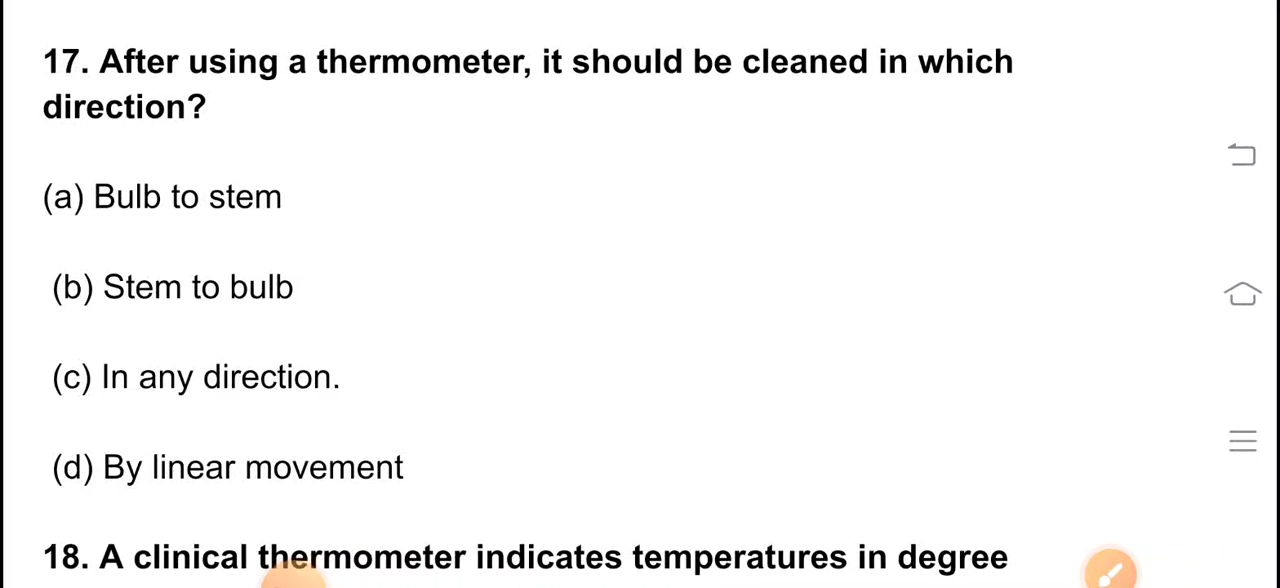 17. After using a thermometer, it should be cleaned in which
direction?
(a) Bulb to stem
(b) Stem to bulb
(c) In any direction.
(d) By linear movement
18. A clinical thermometer indicates temperatures in degree